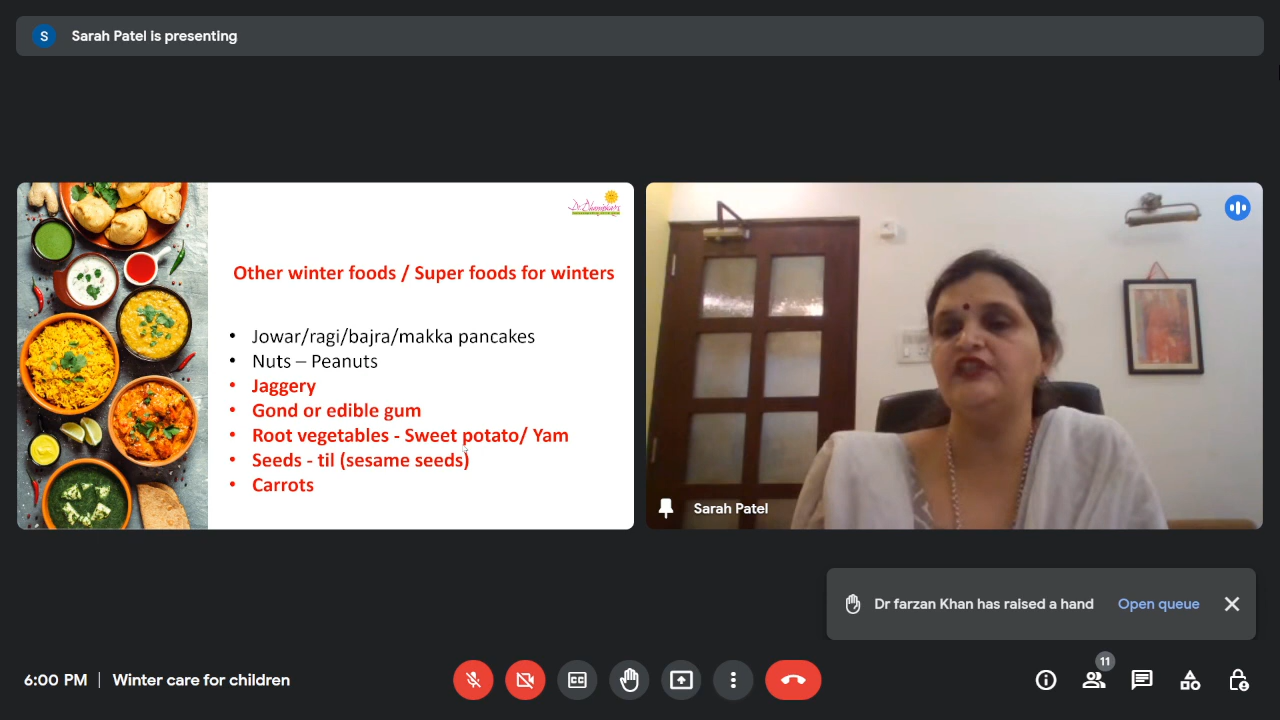 S
Sarah Patel is presenting
Other winter foods / Super foods for winters
• Jowar/ragi/bajra/makka pancakes
• Nuts – Peanuts
• Jaggery
• Gond or edible gum
• Root vegetables - Sweet potato/ Yam
• Seeds - til (sesame seeds)
• Carrots
Sarah Patel
Dr farzan Khan has raised a hand
Open queue
6:00 PM | Winter care for children
CC
11